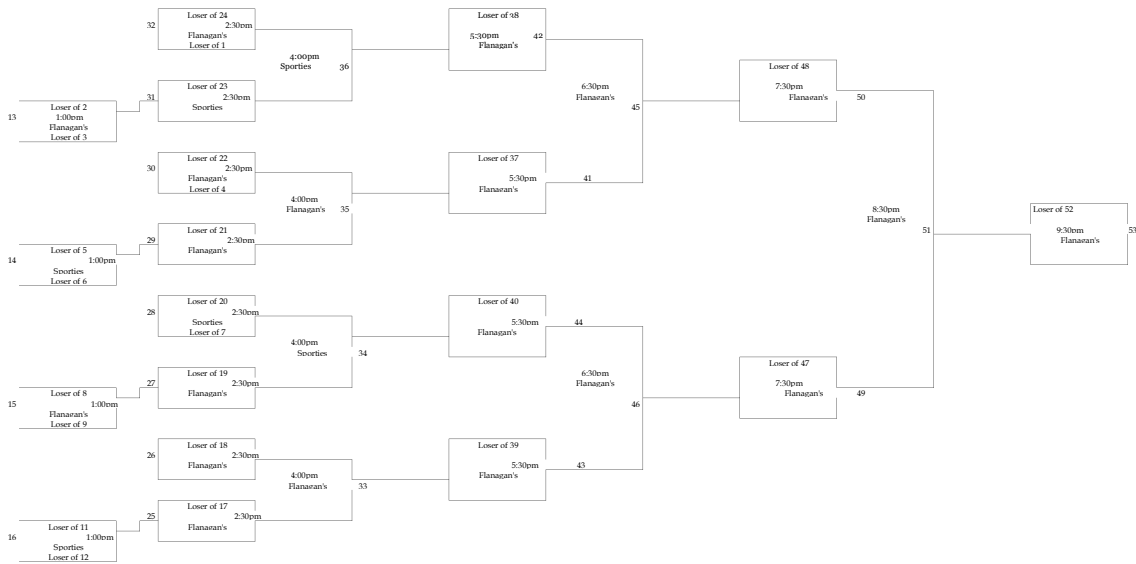 13
Loser of 2
1:00pm
Flanagan's
Loser of 3
14
Loser of 5
1:00pm
Sporties
Loser of 6
15
Loser of 8
1:00pm
Flanagan's
Loser of 9
16
Loser of 11
1:00pm
Sporties
Loser of 12
32
Loser of 24
2:30pm
Flanagan's
Loser of 1
31
Loser of 23
2:30pm
Sporties
30
Loser of 22
2:30pm
Flanagan's
Loser of 4
29
Loser of 21
2:30pm
Flanagan's
28
Loser of 20
2:30pm
Sporties
Loser of 7
27
Loser of 19
2:30pm
Flanagan's
26
Loser of 18
2:30pm
Flanagan's
25
Loser of 17
2:30pm
Flanagan's
4:00pm
Sporties 36
4:00pm
Flanagan's 35
4:00pm
Sporties 34
4:00pm
Flanagan's 33
Loser of 38
5:30pm 42
Flanagan's
Loser of 37
5:30pm 41
Flanagan's
Loser of 40
5:30pm 44
Flanagan's
Loser of 39
5:30pm 43
Flanagan's
6:30pm
Flanagan's
45
6:30pm
Flanagan's
46
Loser of 48
7:30pm
Flanagan's 50
Loser of 47
7:30pm
Flanagan's 49
8:30pm
Flanagan's
51
Loser of 52
9:30pm 53
Flanagan's